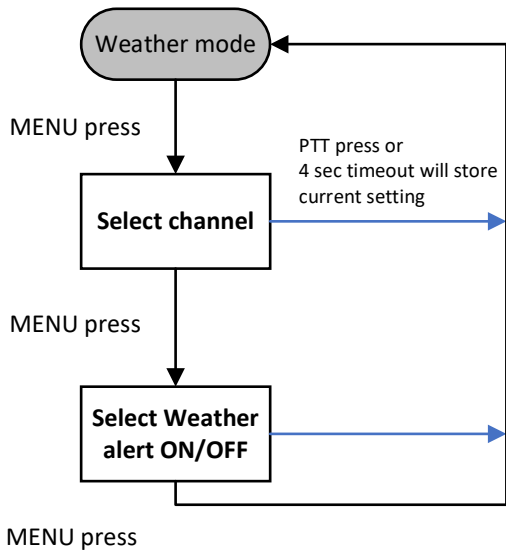 Weather mode
MENU press
PTT press or
4 sec timeout will store
current setting
Select channel
MENU press
Select Weather
alert ON/OFF
MENU press